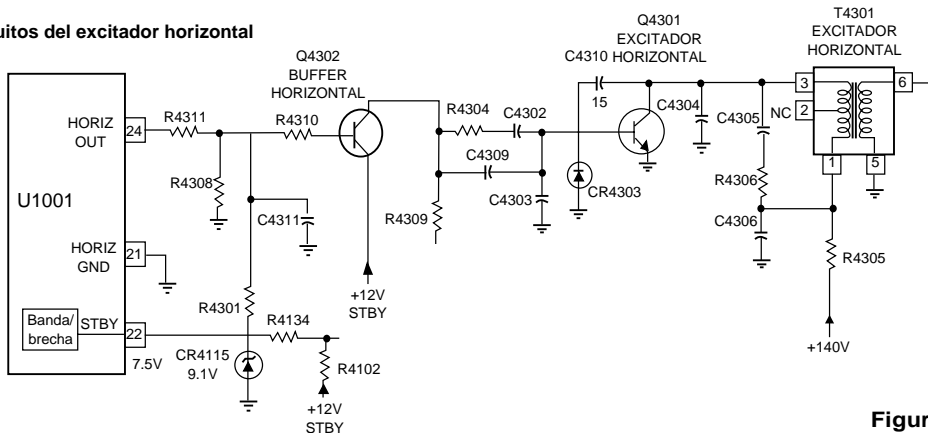 uitos del excitador horizontal
Q4302
BUFFER
HORIZONTAL
Q4301
EXCITADOR
HORIZONTAL
T4301
EXCITADOR
HORIZONTAL
C4310
15
3
6
HORIZ
OUT
24
R4311
R4310
R4304
C4302
C4304
C4305
NC
2
U1001
R4308
C4311
C4309
C4303
R4309
CR4303
R4306
1
5
C4306
R4305
HORIZ
GND
21
R4301
+12V
STBY
Banda/
brecha
STBY
22
7.5V
R4134
CR4115
9.1V
R4102
+12V
STBY
+140V
Figur